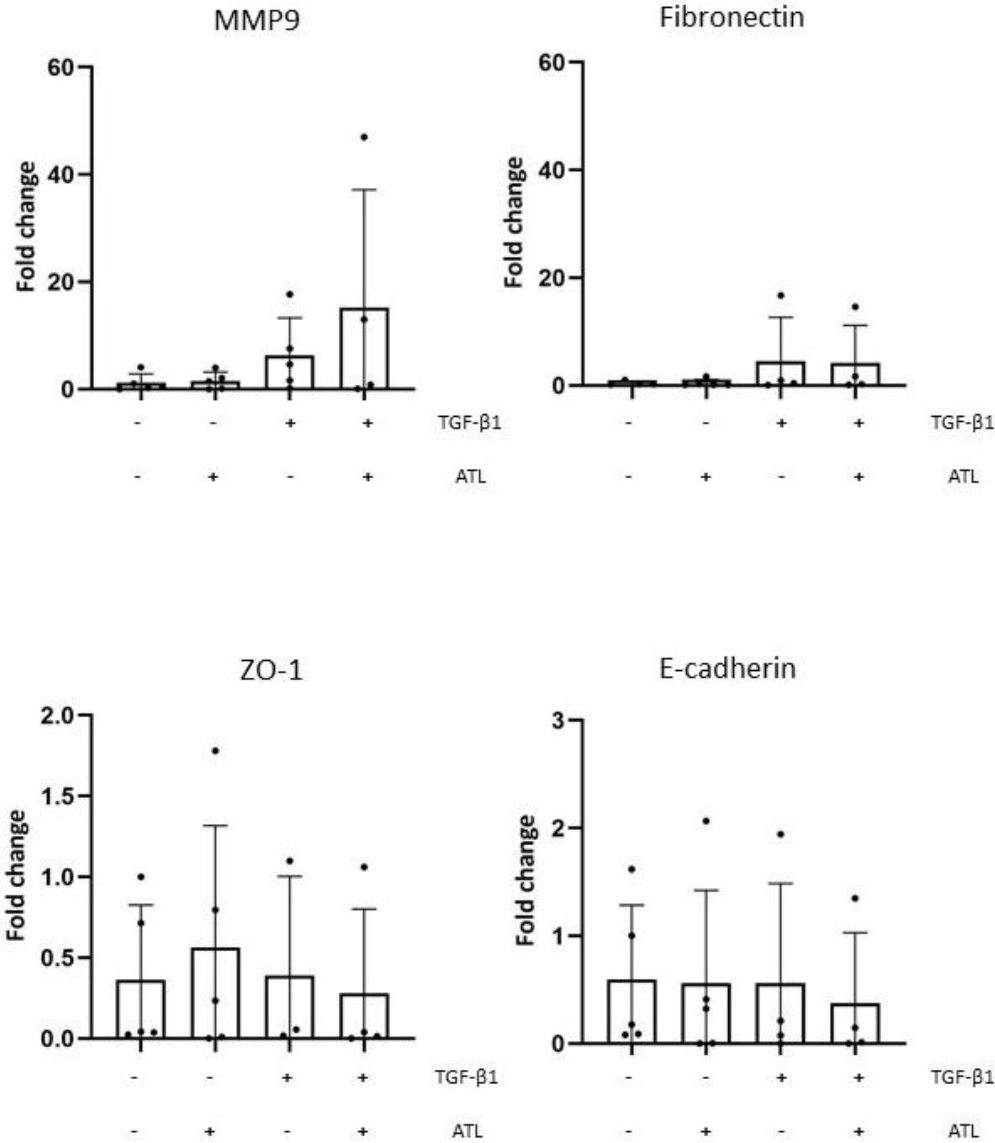 MMP9
Fibronectin
60
40
20
0
Fold change
60
40
20
0
Fold change
- - + + TGF-β1
- + - + ATL
- - + + TGF-β1
- + - + ATL
ZO-1
E-cadherin
2.0
1.5
1.0
0.5
0.0
Fold change
3
2
1
0
Fold change
- - + + TGF-β1
- + - + ATL
- - + + TGF-β1
- + - + ATL